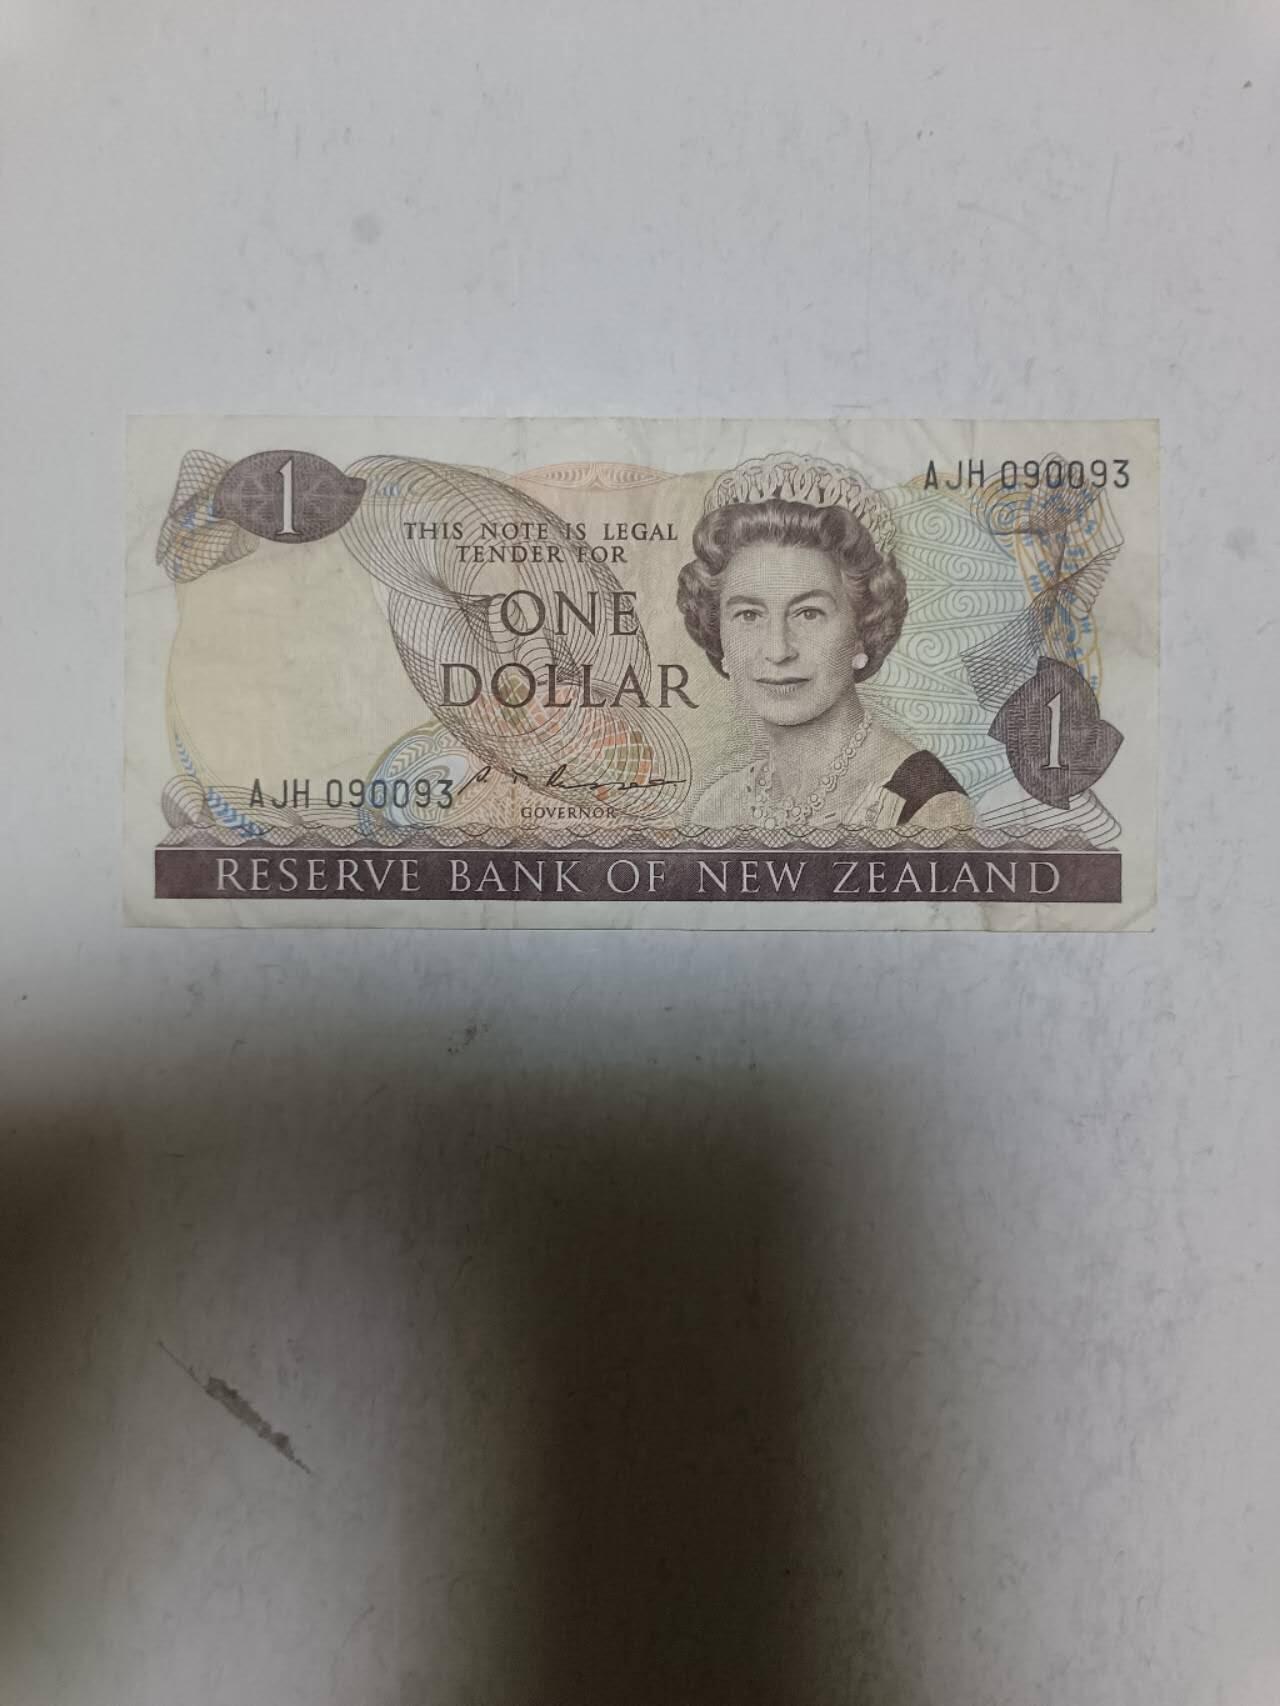 1
AJH 090093
THIS NOTE IS LEGAL
TENDER FOR
ONE
DOLLAR
1
AJH 090093
GOVERNOR
RESERVE BANK OF NEW ZEALAND